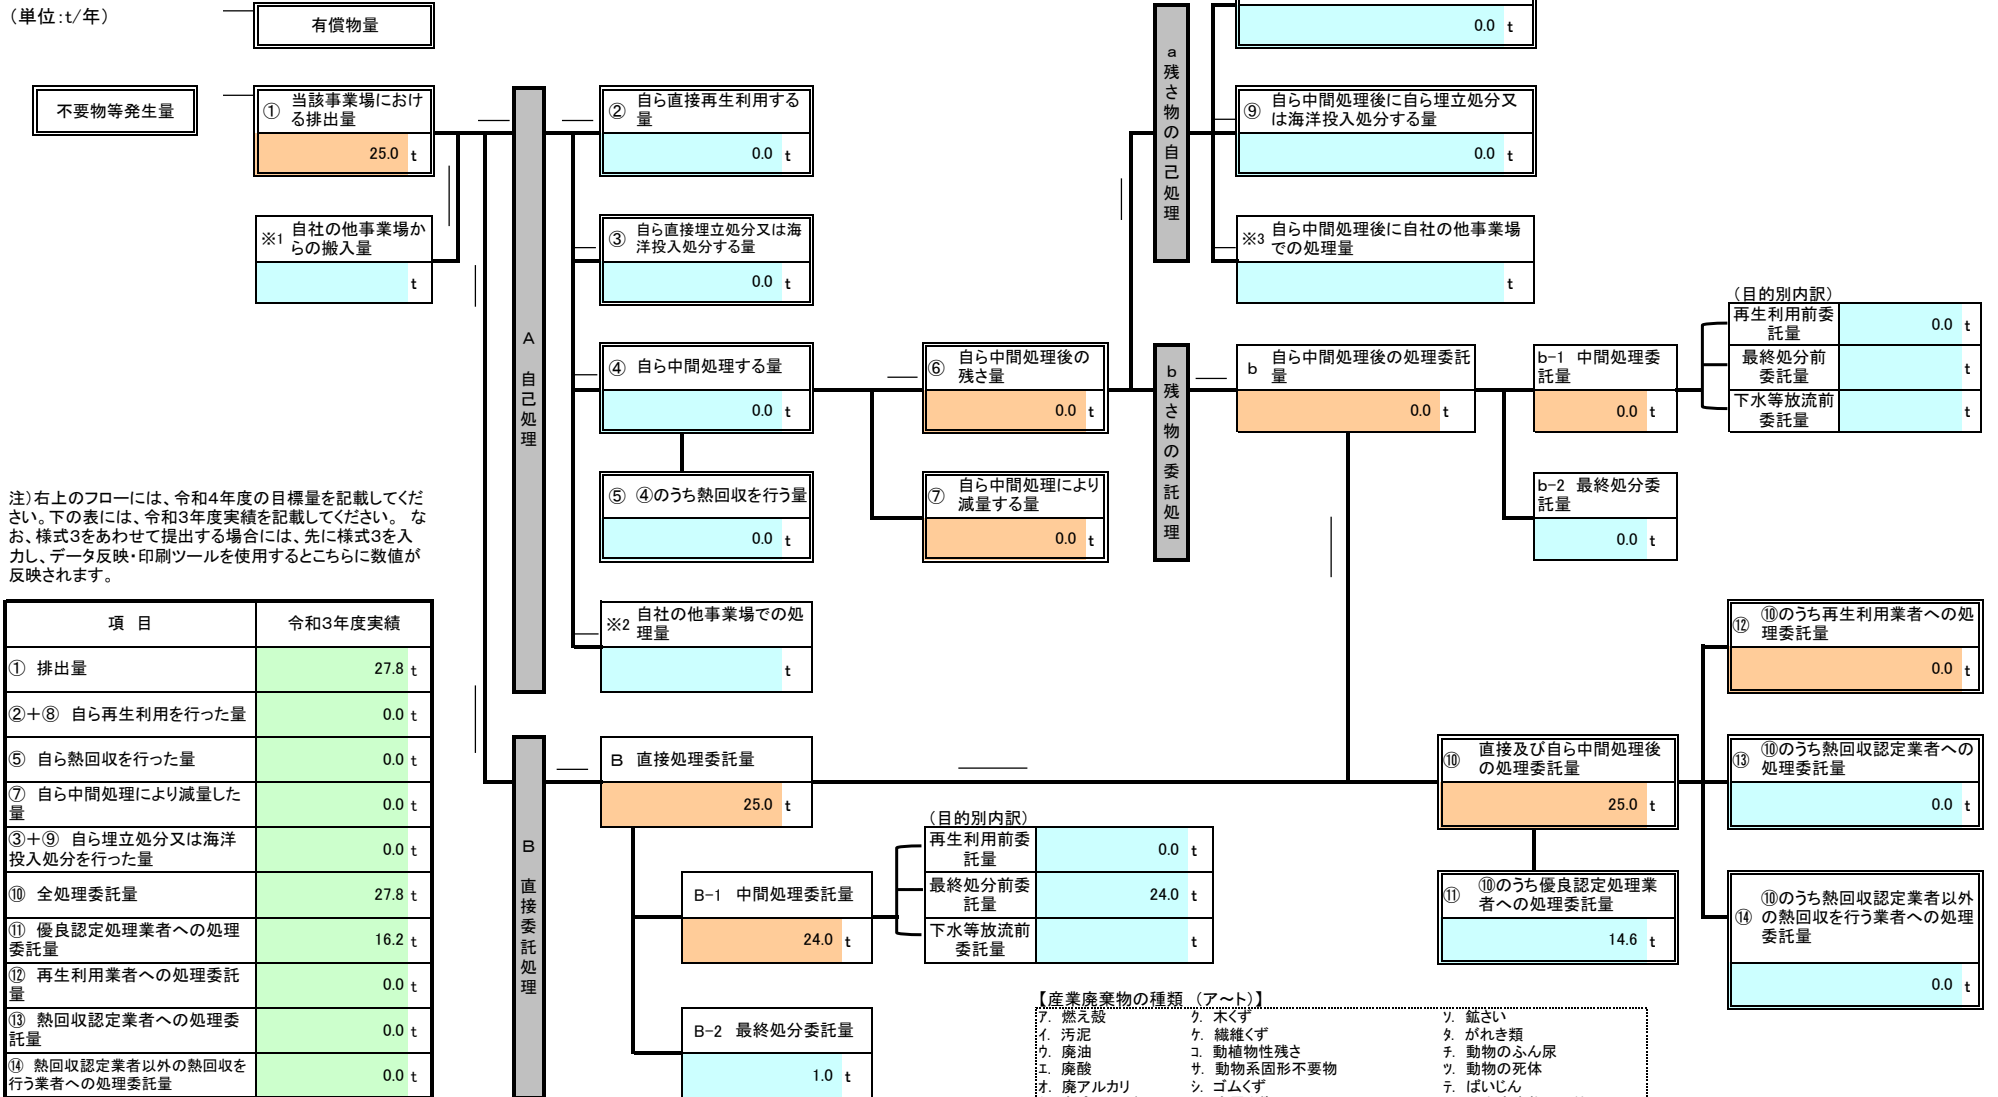 （単位：t/年）
有償物量
0.0 t
不要物等発生量
① 当該事業場におけ
る排出量
25.0 t
※1 自社の他事業場か
らの搬入量
t
A 自己処理
② 自ら直接再生利用する
量
0.0 t
③ 自ら直接埋立処分又は海
洋投入処分する量
0.0 t
④ 自ら中間処理する量
0.0 t
⑤ ④のうち熱回収を行う量
0.0 t
※2 自社の他事業場での処
理量
t
⑥ 自ら中間処理後の
残さ量
0.0 t
⑦ 自ら中間処理により
減量する量
0.0 t
a 残さ物の自己処理
⑨ 自ら中間処理後に自ら埋立処分又
は海洋投入処分する量
0.0 t
※3 自ら中間処理後に自社の他事業場
での処理量
t
b 残さ物の委託処理
b 自ら中間処理後の処理委託
量
0.0 t
b-1 中間処理委
託量
0.0 t
b-2 最終処分委
託量
0.0 t
（目的別内訳）
再生利用前委
託量
0.0 t
最終処分前
委託量
t
下水等放流前
委託量
t
注）右上のフローには、令和4年度の目標量を記載してくだ
さい。下の表には、令和3年度実績を記載してください。 な
お、様式3をあわせて提出する場合には、先に様式3を入
力し、データ反映・印刷ツールを使用するとこちらに数値が
反映されます。
項 目 令和3年度実績
① 排出量 27.8 t
②＋⑧ 自ら再生利用を行った量 0.0 t
⑤ 自ら熱回収を行った量 0.0 t
⑦ 自ら中間処理により減量した
量 0.0 t
③＋⑨ 自ら埋立処分又は海洋
投入処分を行った量 0.0 t
⑩ 全処理委託量 27.8 t
⑪ 優良認定処理業者への処理
委託量 16.2 t
⑫ 再生利用業者への処理委託
量 0.0 t
⑬ 熱回収認定業者への処理委
託量 0.0 t
⑭ 熱回収認定業者以外の熱回収を
行う業者への処理委託量 0.0 t
B 直接委託処理
B 直接処理委託量
25.0 t
B-1 中間処理委託量
24.0 t
B-2 最終処分委託量
1.0 t
（目的別内訳）
再生利用前委
託量
0.0 t
最終処分前委
託量
24.0 t
下水等放流前
委託量
t
⑩ 直接及び自ら中間処理後
の処理委託量
25.0 t
⑪ ⑩のうち優良認定処理業
者への処理委託量
14.6 t
⑫ ⑩のうち再生利用業者への処
理委託量
0.0 t
⑬ ⑩のうち熱回収認定業者への
処理委託量
0.0 t
⑭ ⑩のうち熱回収認定業者以外
の熱回収を行う業者への処理
委託量
0.0 t
【産業廃棄物の種類 （ア～ト）】
ア. 燃え殻 ク. 木くず ソ. 鉱さい
イ. 汚泥 ケ. 繊維くず タ. がれき類
ウ. 廃油 コ. 動植物性残さ チ. 動物のふん尿
エ. 廃酸 サ. 動物系固形不要物 ツ. 動物の死体
オ. 廃アルカリ シ. ゴムくず テ. ばいじん